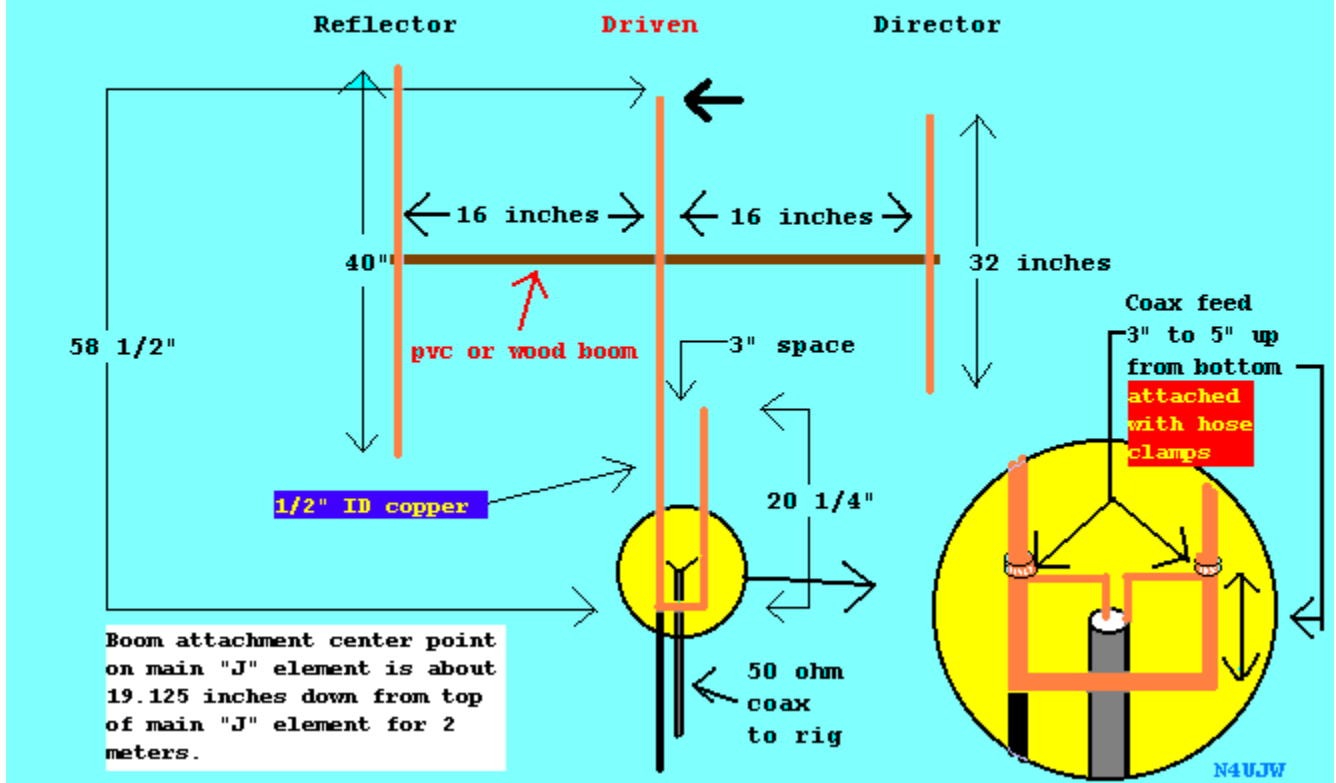 Reflector
Driven
Director
16 inches
16 inches
40"
32 inches
58 1/2"
pvc or wood boom
3" space
Coax feed
3" to 5" up
from bottom
attached
with hose
clamps
1/2" ID copper
20 1/4"
Boom attachment center point
on main "J" element is about
19.125 inches down from top
of main "J" element for 2
meters.
50 ohm
coax
to rig
N4UJW